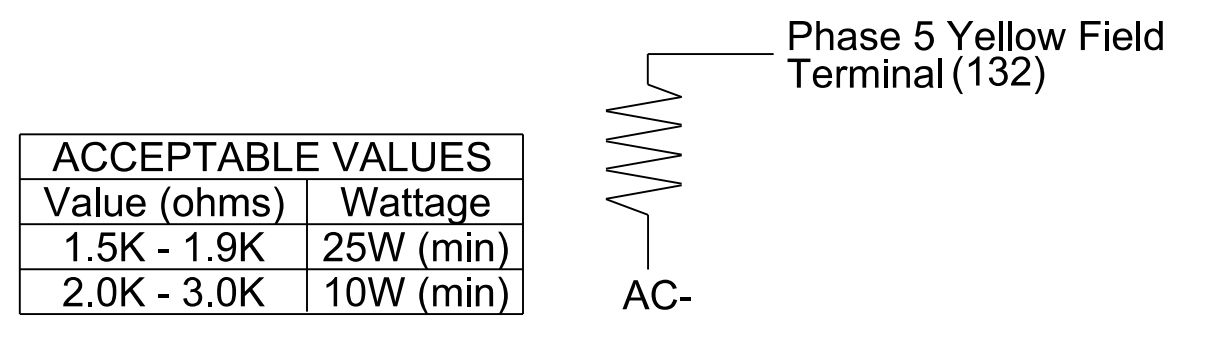 Phase 5 Yellow Field
Terminal (132)
ACCEPTABLE VALUES
Value (ohms) Wattage
1.5K - 1.9K 25W (min)
2.0K - 3.0K 10W (min)
AC-